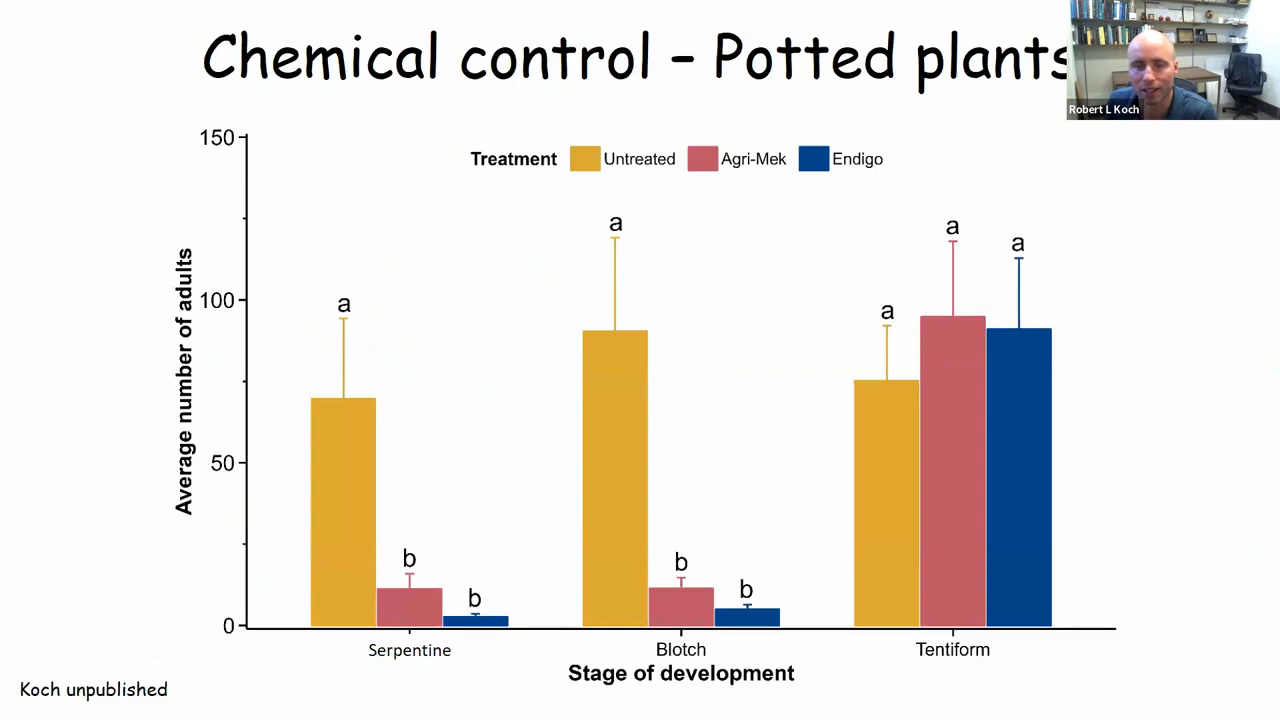 Chemical control – Potted plants
Robert L Koch
Treatment Untreated Agri-Mek Endigo
150
100
50
0
Average number of adults
a
b
b
a
b
b
a
a
a
Serpentine
Blotch
Tentiform
Stage of development
Koch unpublished